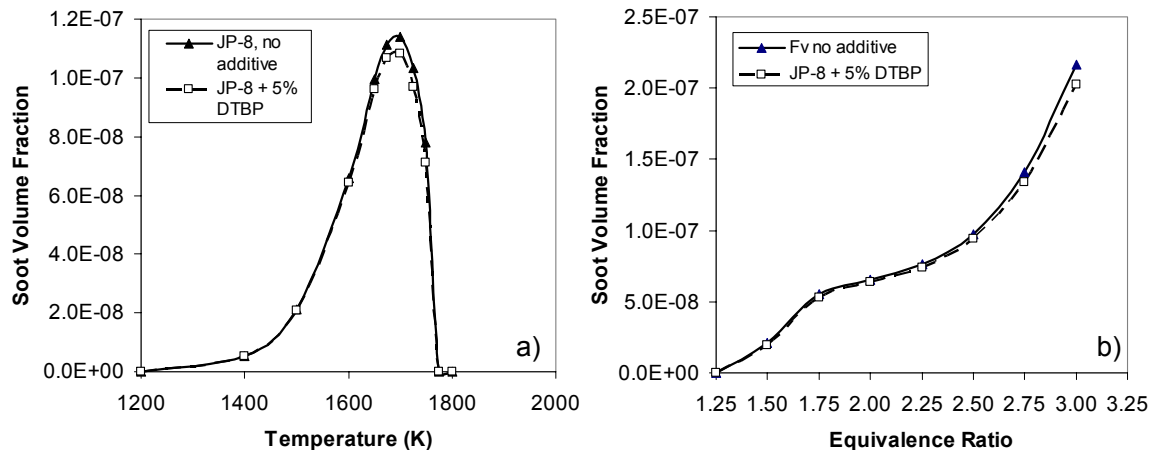 1.2E-07
1.0E-07
8.0E-08
6.0E-08
4.0E-08
2.0E-08
0.0E+00
Soot Volume Fraction
JP-8, no
additive
JP-8 + 5%
DTBP
a)
1200
1400
1600
1800
2000
Temperature (K)
2.5E-07
2.0E-07
1.5E-07
1.0E-07
5.0E-08
0.0E+00
Soot Volume Fraction
Fv no additive
JP-8 + 5% DTBP
b)
1.25 1.50 1.75 2.00 2.25 2.50 2.75 3.00 3.25
Equivalence Ratio